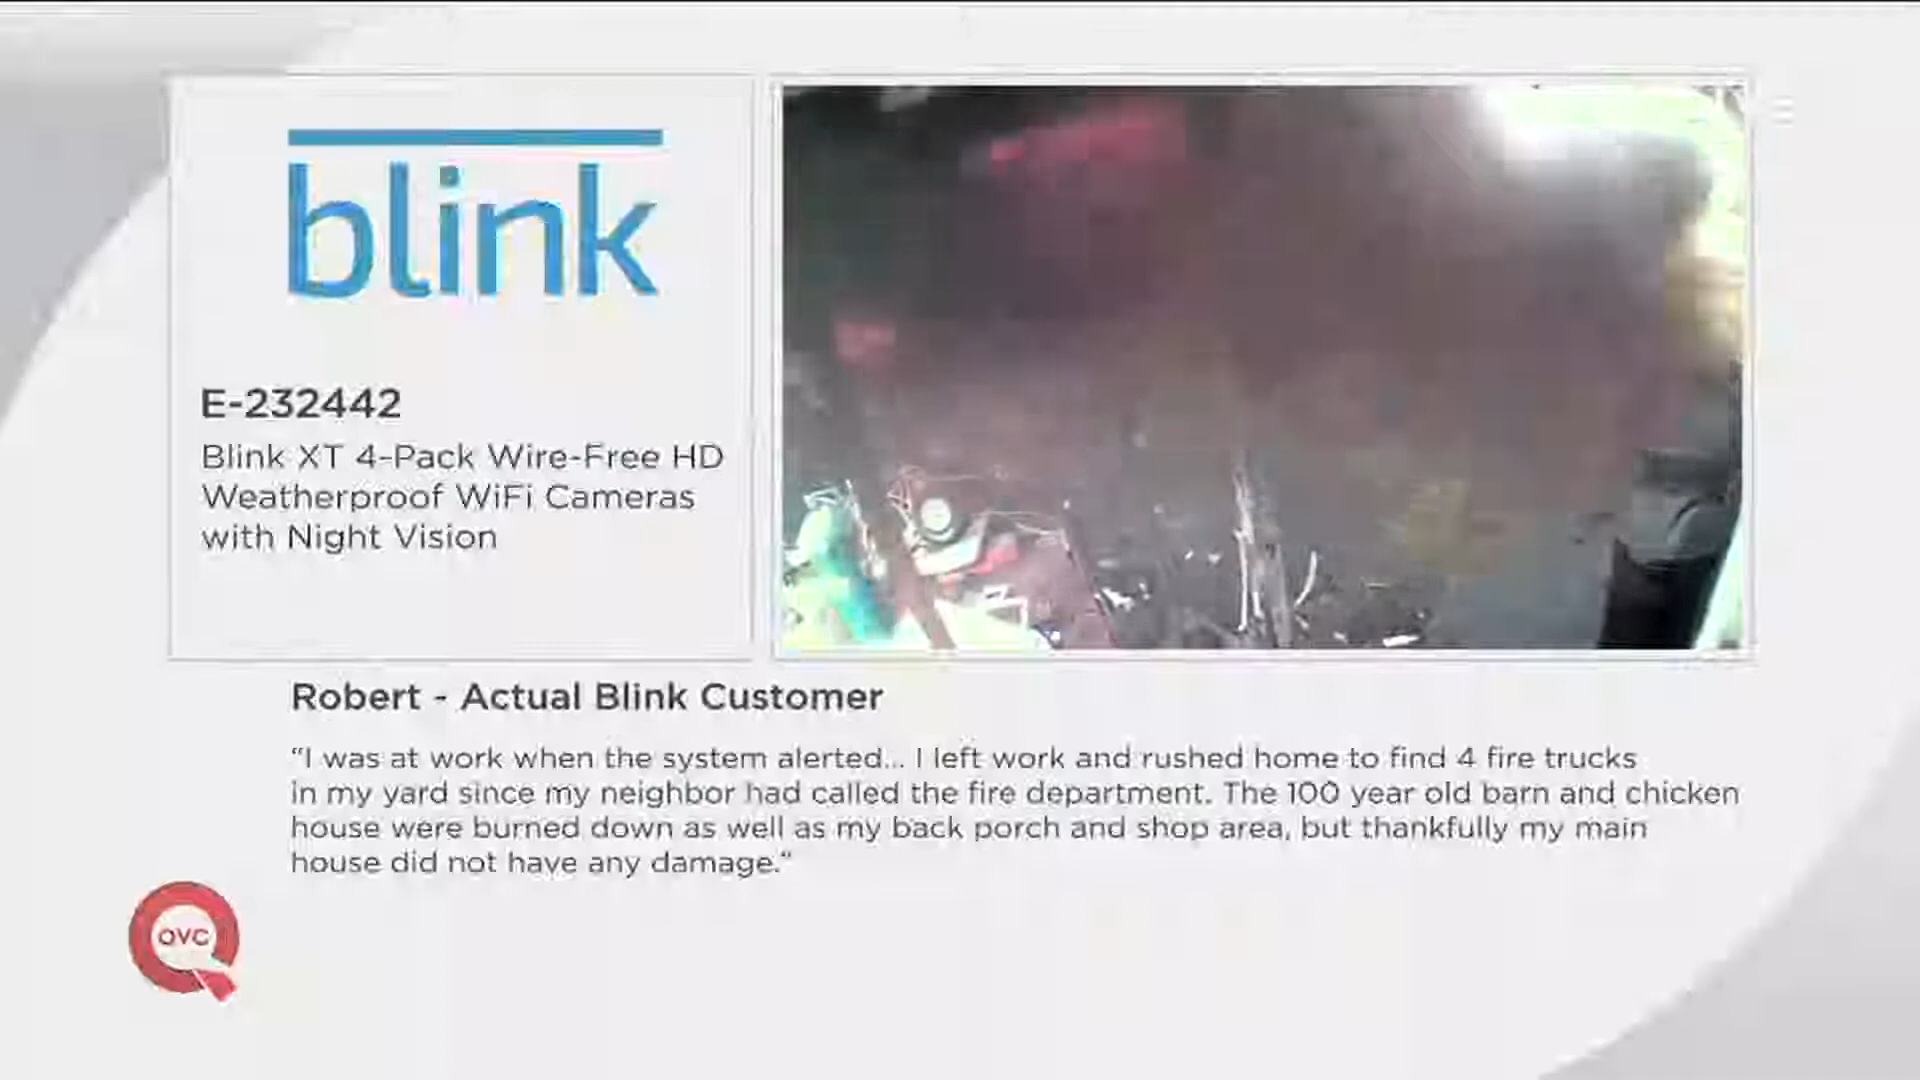 blink
E-232442
Blink XT 4-Pack Wire-Free HD
Weatherproof WiFi Cameras
with Night Vision
Robert - Actual Blink Customer
“I was at work when the system alerted... I left work and rushed home to find 4 fire trucks
in my yard since my neighbor had called the fire department. The 100 year old barn and chicken
house were burned down as well as my back porch and shop area, but thankfully my main
house did not have any damage.“
QVC